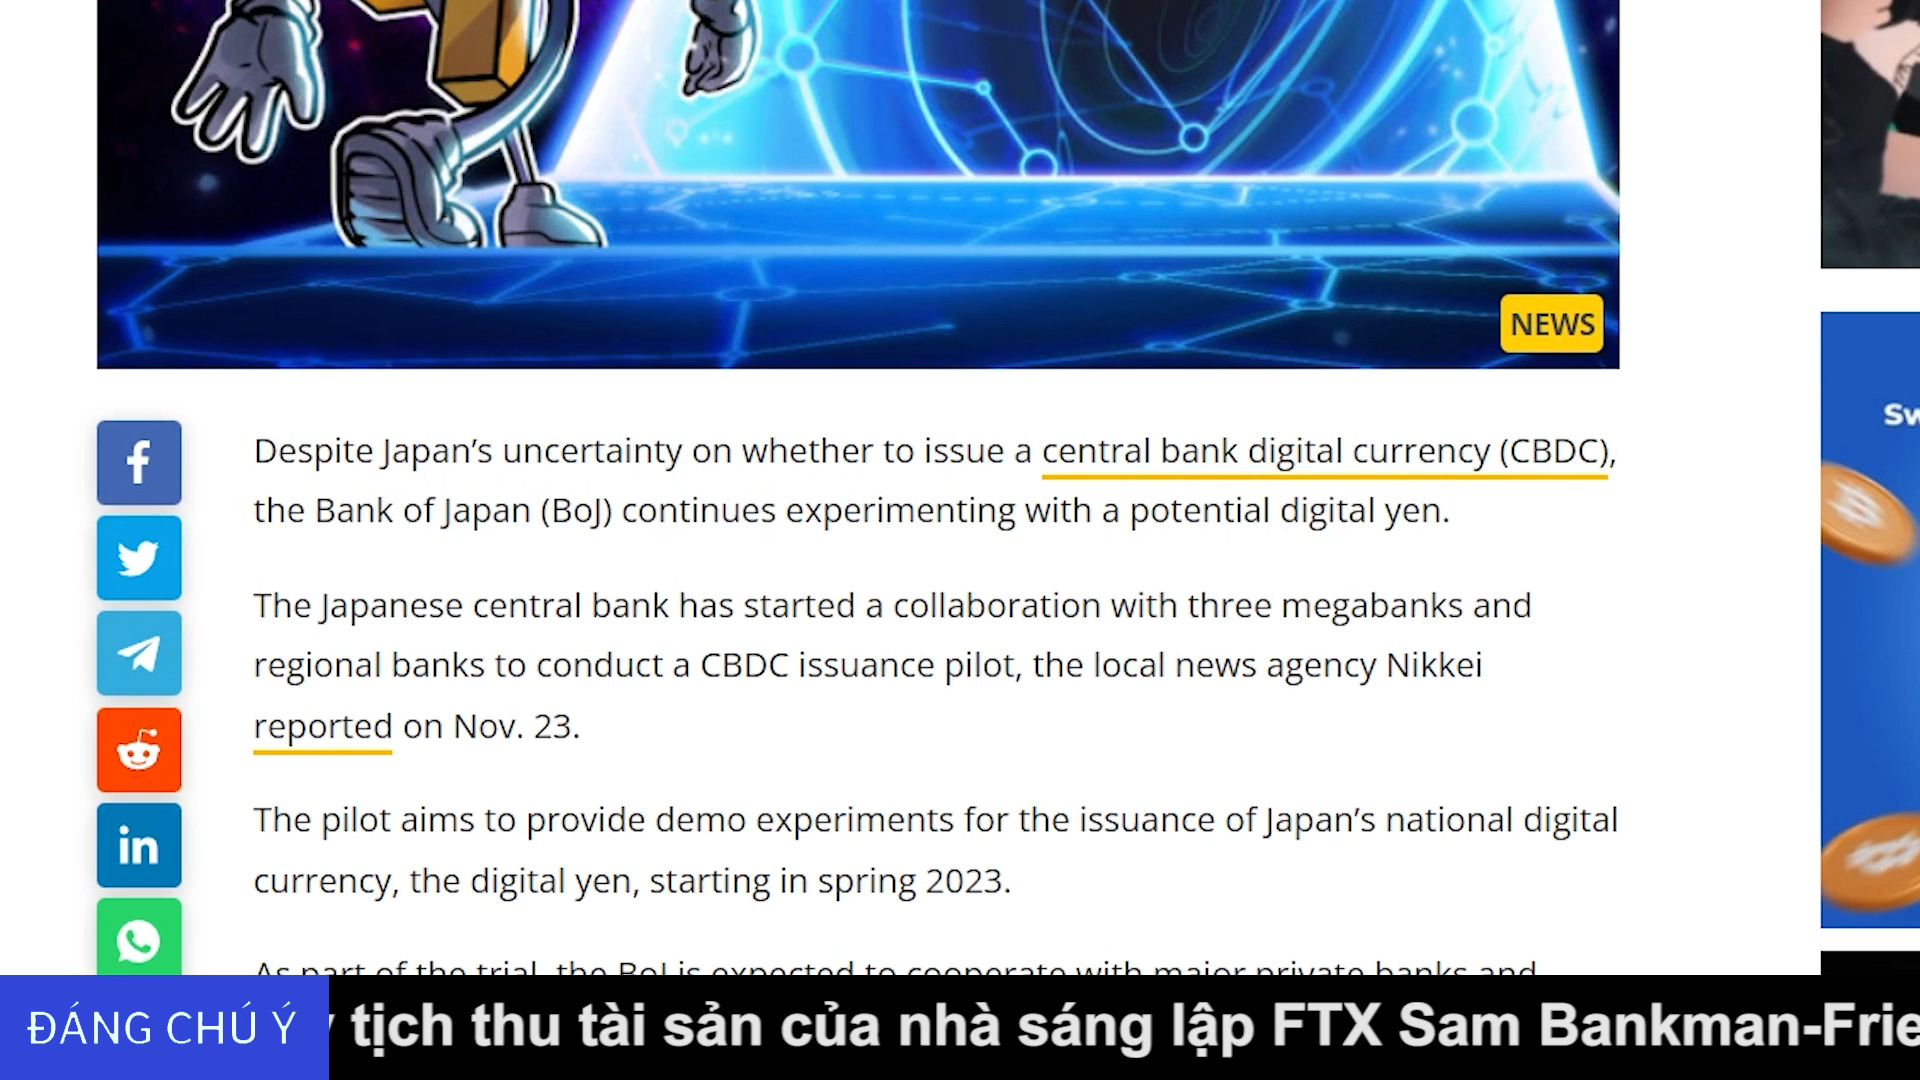 NEWS
Despite Japan’s uncertainty on whether to issue a central bank digital currency (CBDC),
the Bank of Japan (BoJ) continues experimenting with a potential digital yen.
The Japanese central bank has started a collaboration with three megabanks and
regional banks to conduct a CBDC issuance pilot, the local news agency Nikkei
reported on Nov. 23.
The pilot aims to provide demo experiments for the issuance of Japan’s national digital
currency, the digital yen, starting in spring 2023.
As part of the trial, the BoJ is expected to cooperate with major private banks and
ĐÁNG CHÚ Ý
tịch thu tài sản của nhà sáng lập FTX Sam Bankman-Frie